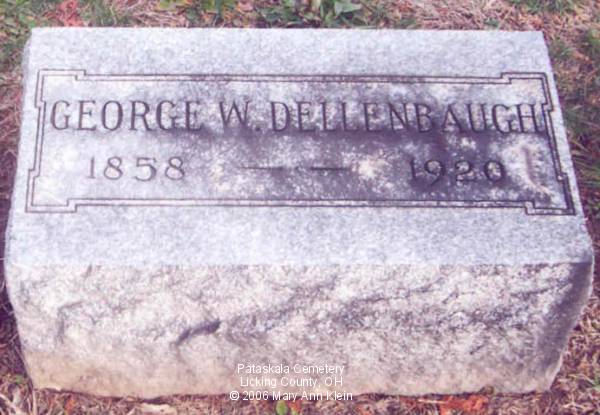 GEORGE W. DELLENBAUGH
1858 — — 1920
Pataskala Cemetery
Licking County, OH
© 2006 Mary Ann Klein